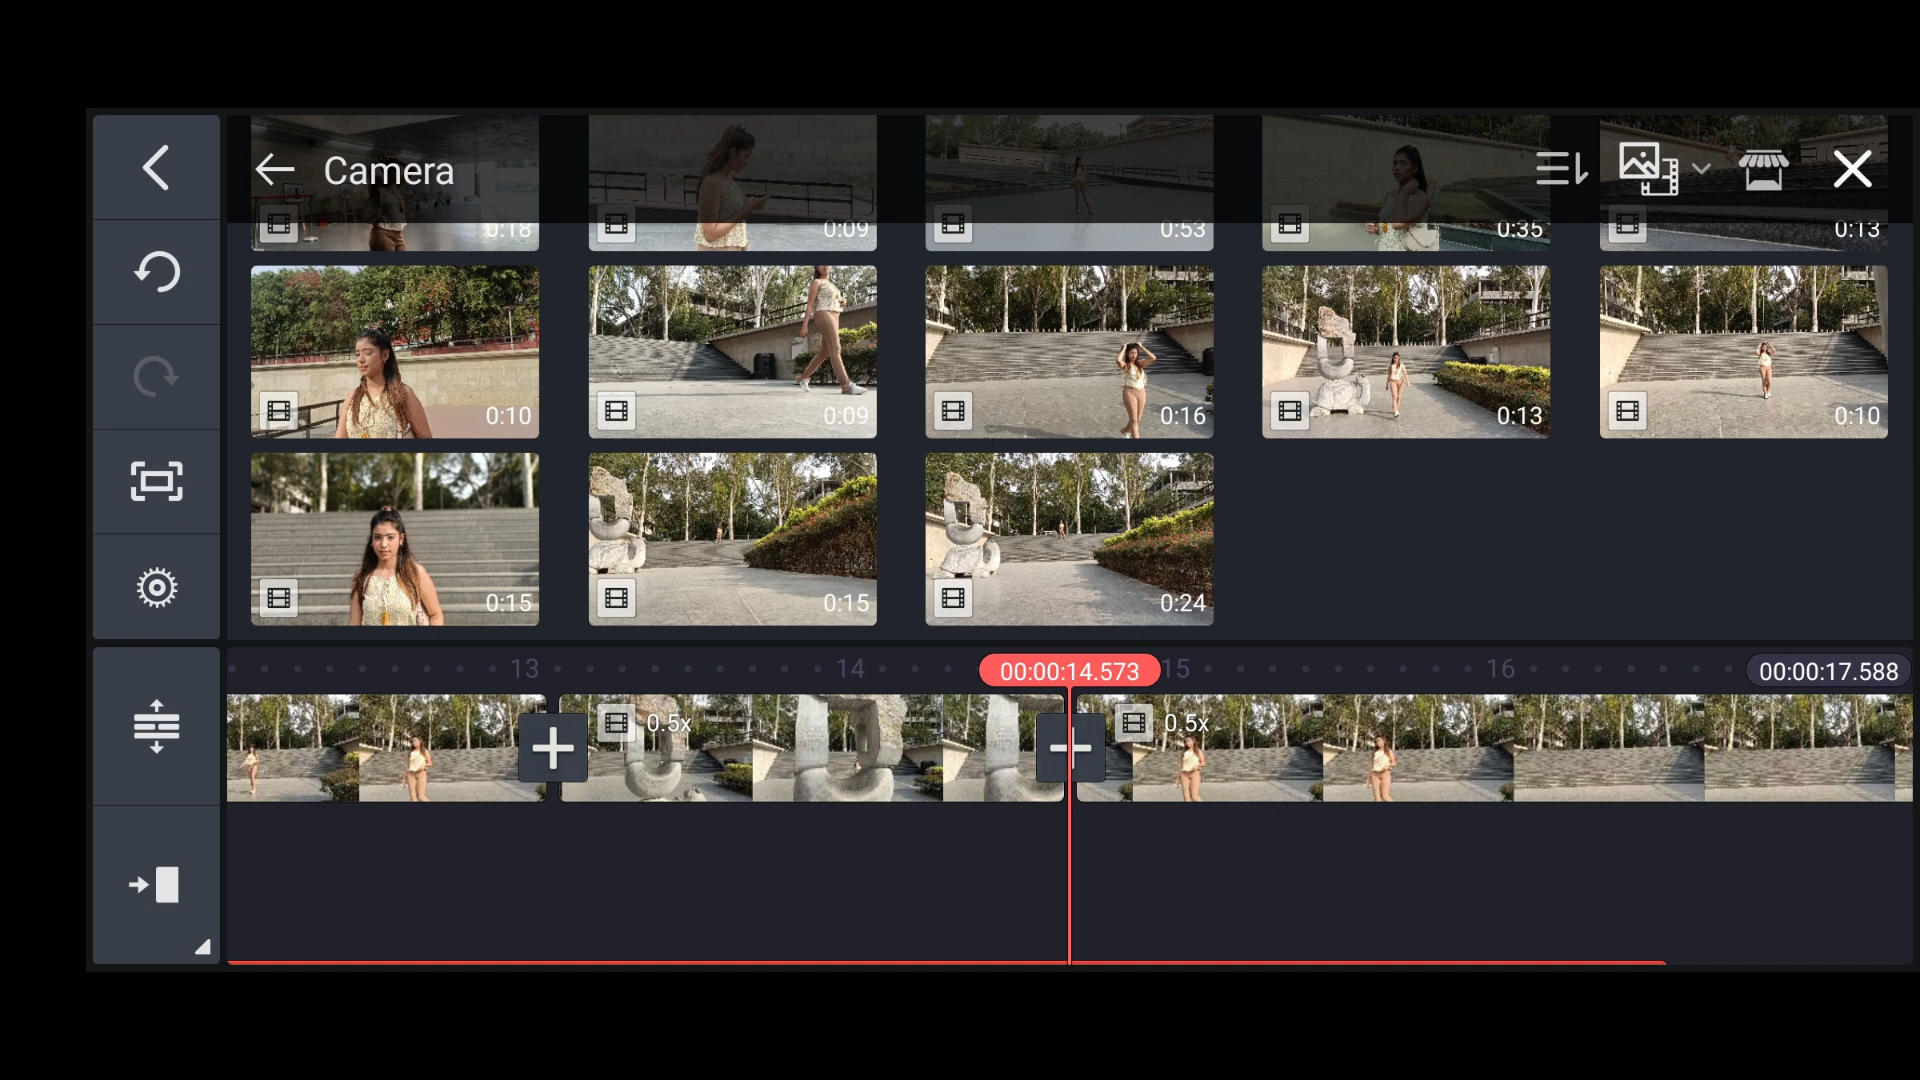 Camera
0:18 0:09 0:53 0:35 0:13
0:10 0:09 0:16 0:13 0:10
0:15 0:15 0:24
13 14 00:00:14.573 15 16 00:00:17.588
0.5x 0.5x